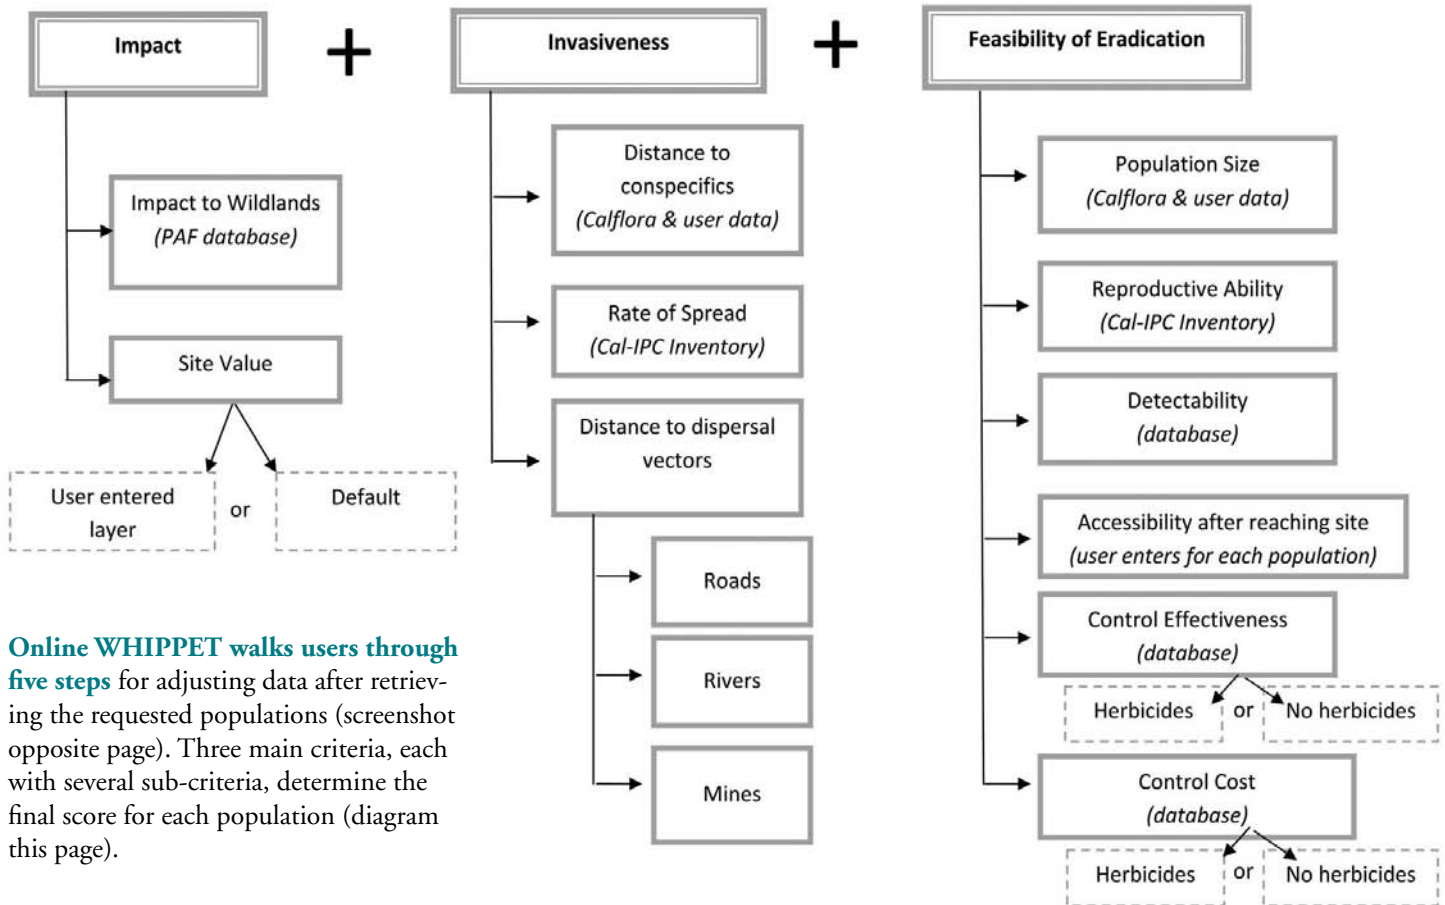 Impact
+
Invasiveness
+
Feasibility of Eradication
Impact to Wildlands
(PAF database)
Site Value
User entered
layer
or
Default
Distance to
conspecifics
(Calflora & user data)
Rate of Spread
(Cal-IPC Inventory)
Distance to dispersal
vectors
Roads
Rivers
Mines
Population Size
(Calflora & user data)
Reproductive Ability
(Cal-IPC Inventory)
Detectability
(database)
Accessibility after reaching site
(user enters for each population)
Control Effectiveness
(database)
Herbicides
or
No herbicides
Control Cost
(database)
Herbicides
or
No herbicides
Online WHIPPET walks users through
five steps for adjusting data after retriev-
ing the requested populations (screenshot
opposite page). Three main criteria, each
with several sub-criteria, determine the
final score for each population (diagram
this page).